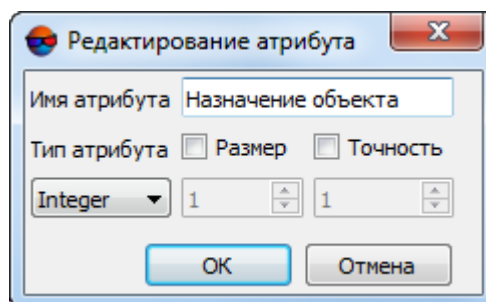 Редактирование атрибута
Имя атрибута Назначение объекта
Тип атрибута Размер Точность
Integer 1 1
OK Отмена